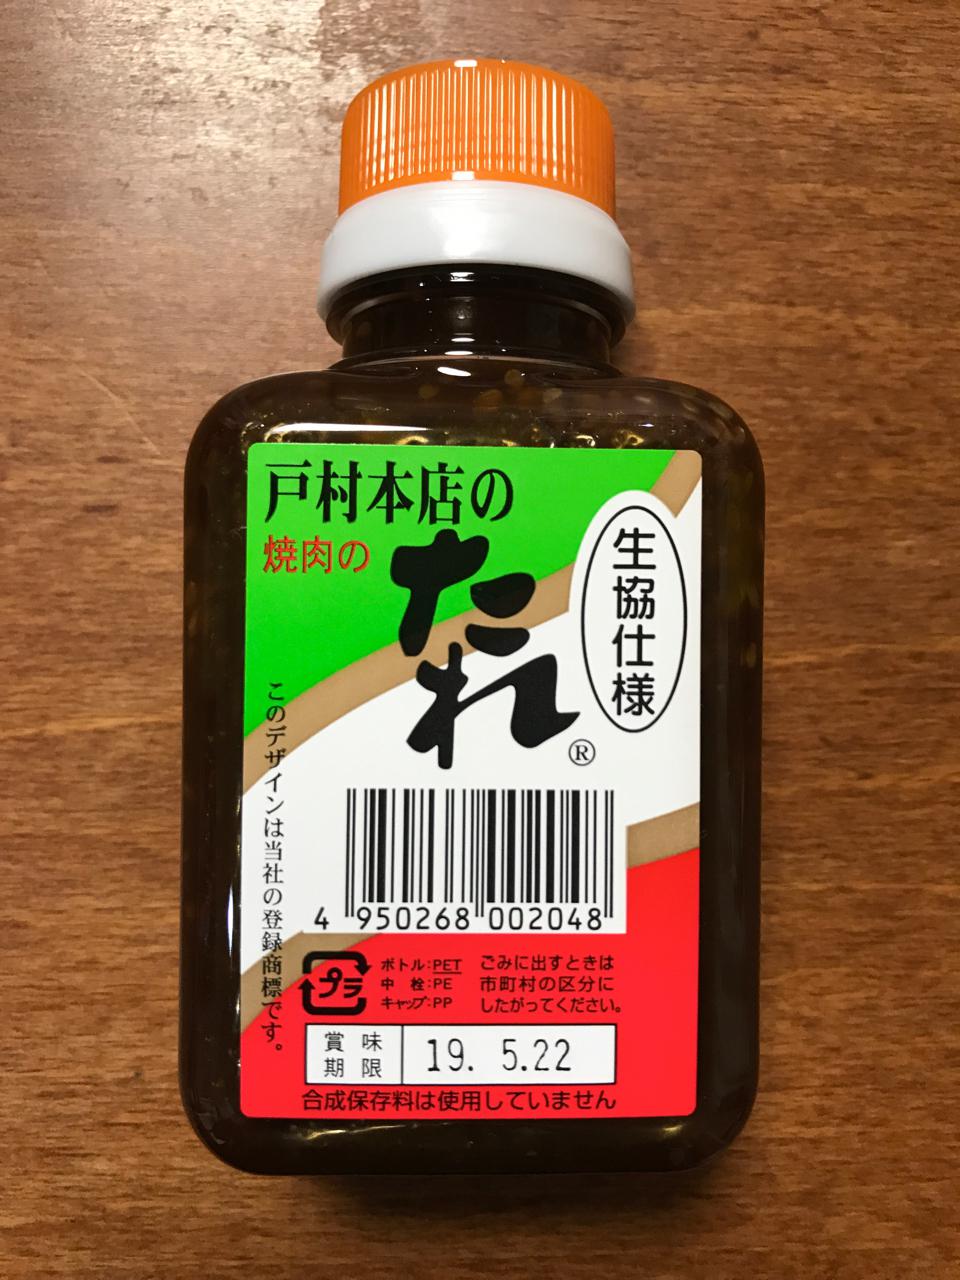 戸村本店の
焼肉の
たれ
®
生協仕様
このデザインは当社の登録商標です。
4 950268 002048
プラ
ボトル:PET
中 栓:PE
キャップ:PP
ごみに出すときは
市町村の区分に
したがってください。
賞味
期限
19. 5.22
合成保存料は使用していません